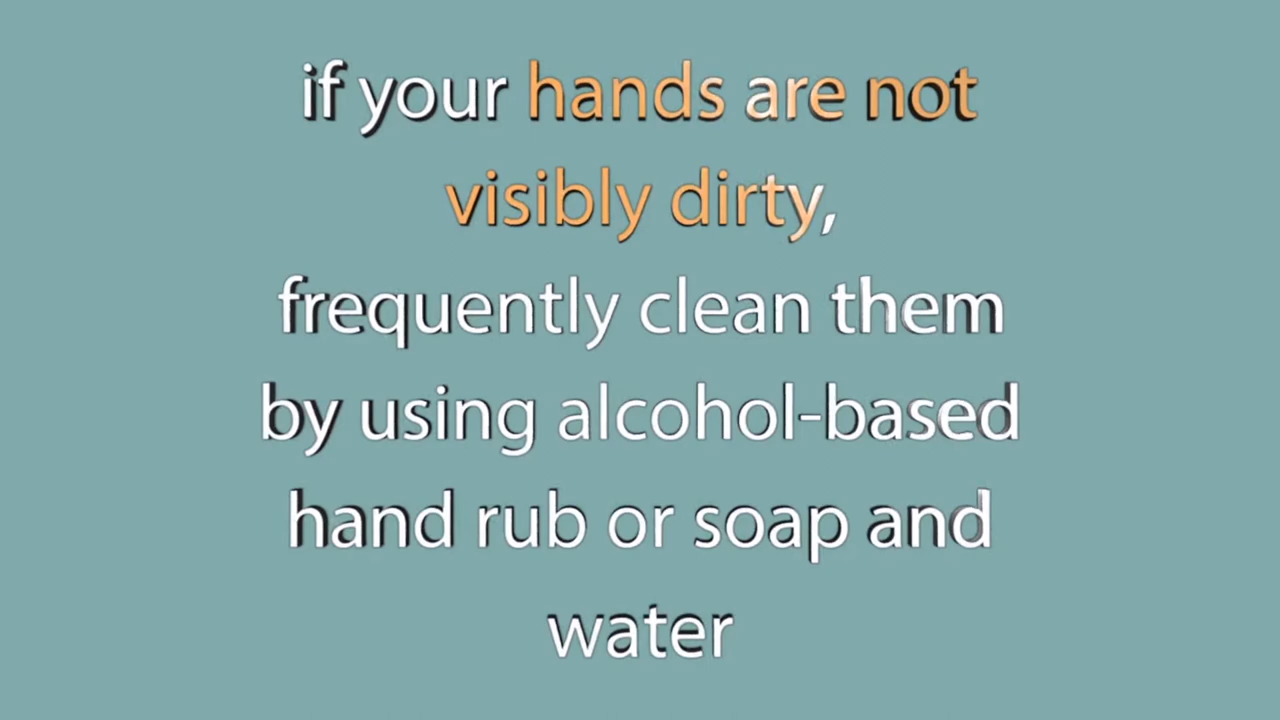 if your hands are not
visibly dirty,
frequently clean them
by using alcohol-based
hand rub or soap and
water